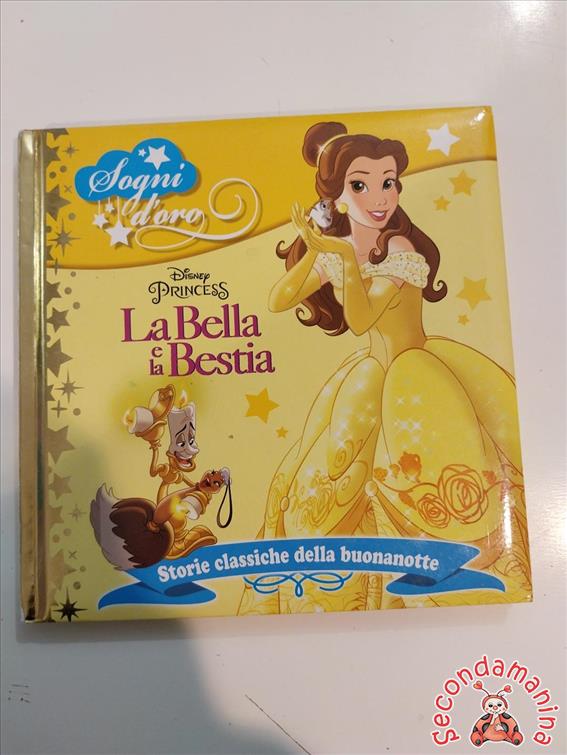 Sogni
d'oro
Disney
PRINCESS
La Bella
e la Bestia
Storie classiche della buonanotte
Secondamanina